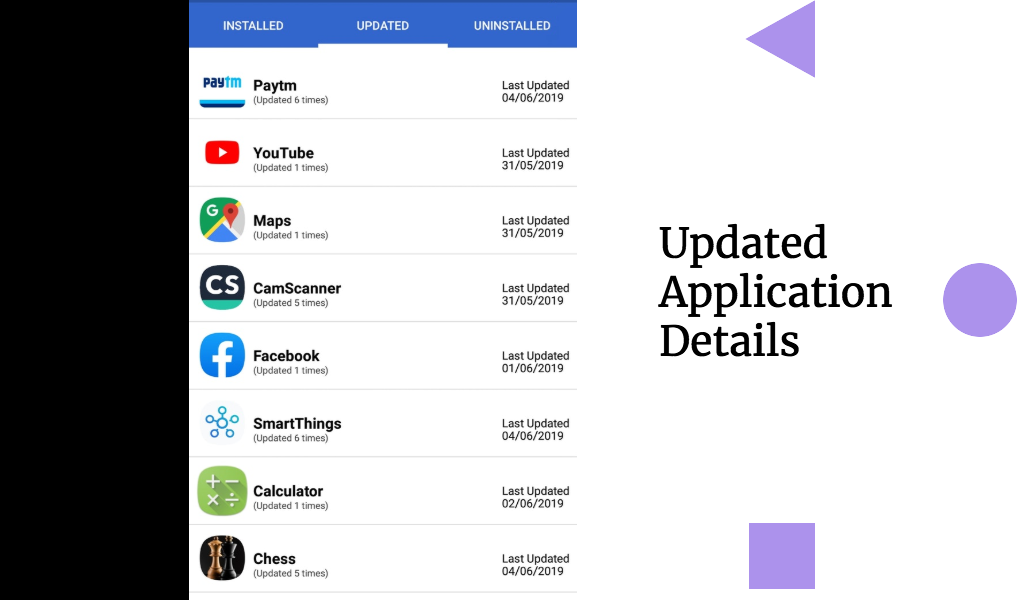 INSTALLED UPDATED UNINSTALLED
paytm
Paytm
(Updated 6 times)
Last Updated
04/06/2019
YouTube
(Updated 1 times)
Last Updated
31/05/2019
G
Maps
(Updated 1 times)
Last Updated
31/05/2019
CS
CamScanner
(Updated 5 times)
Last Updated
31/05/2019
f
Facebook
(Updated 1 times)
Last Updated
01/06/2019
SmartThings
(Updated 6 times)
Last Updated
04/06/2019
+ −
× ÷
Calculator
(Updated 1 times)
Last Updated
02/06/2019
Chess
(Updated 5 times)
Last Updated
04/06/2019
Updated
Application
Details